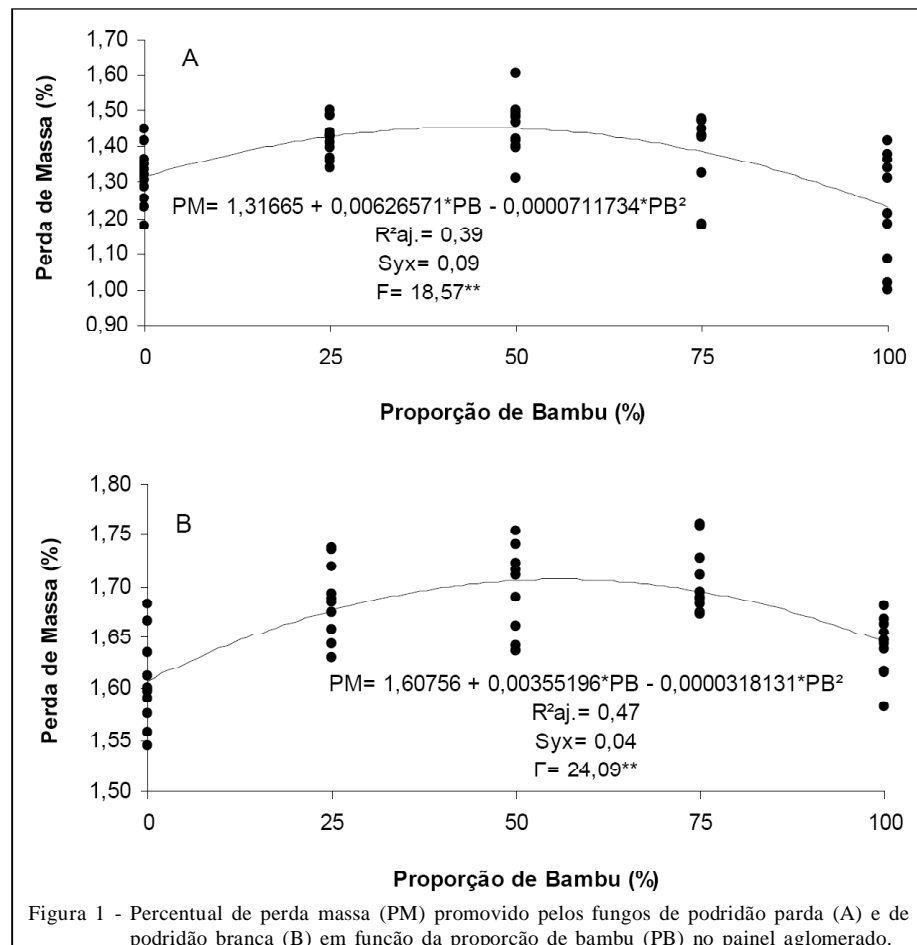 A
Perda de Massa (%)
1,70
1,60
1,50
1,40
1,30
1,20
1,10
1,00
0,90
PM= 1,31665 + 0,00626571*PB - 0,0000711734*PB²
R²aj.= 0,39
Syx= 0,09
F= 18,57**
0 25 50 75 100
Proporção de Bambu (%)
B
Perda de Massa (%)
1,80
1,75
1,70
1,65
1,60
1,55
1,50
PM= 1,60756 + 0,00355196*PB - 0,0000318131*PB²
R²aj.= 0,47
Syx= 0,04
F= 24,09**
0 25 50 75 100
Proporção de Bambu (%)
Figura 1 - Percentual de perda massa (PM) promovido pelos fungos de podridão parda (A) e de
podridão branca (B) em função da proporção de bambu (PB) no painel aglomerado.